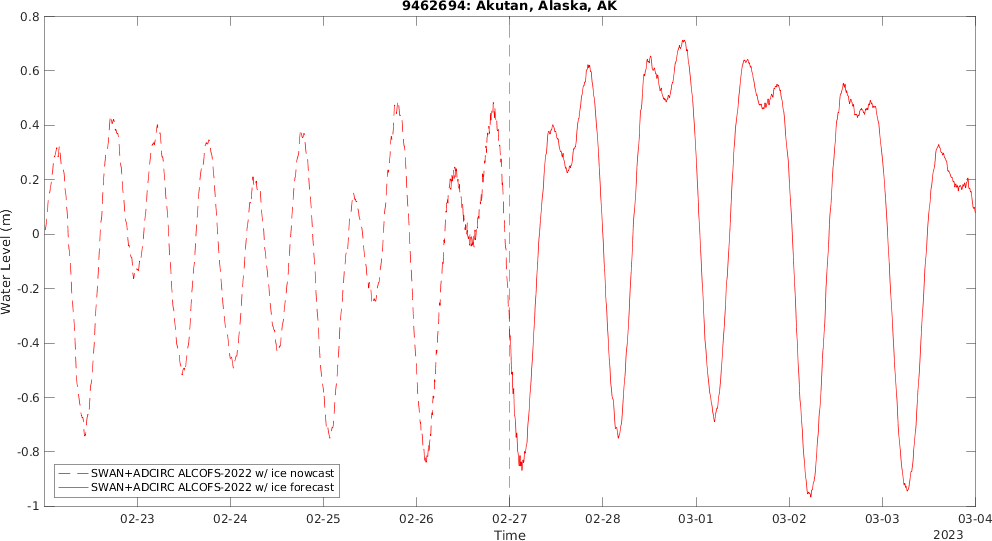 9462694: Akutan, Alaska, AK
Water Level (m)
0.8
0.6
0.4
0.2
0
-0.2
-0.4
-0.6
-0.8
-1
SWAN+ADCIRC ALCOFS-2022 w/ ice nowcast
SWAN+ADCIRC ALCOFS-2022 w/ ice forecast
02-23 02-24 02-25 02-26 02-27 02-28 03-01 03-02 03-03 03-04
Time
2023